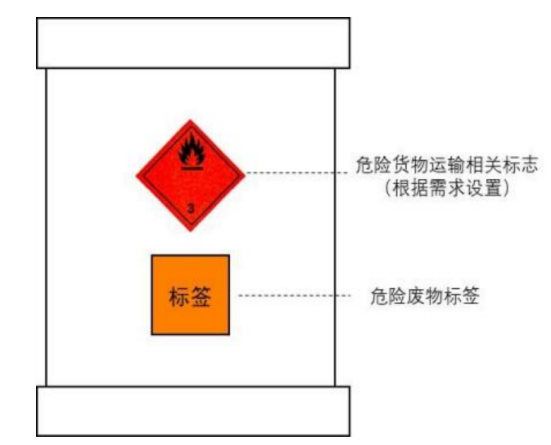 危险货物运输相关标志
（根据需求设置）
3
标签
危险废物标签